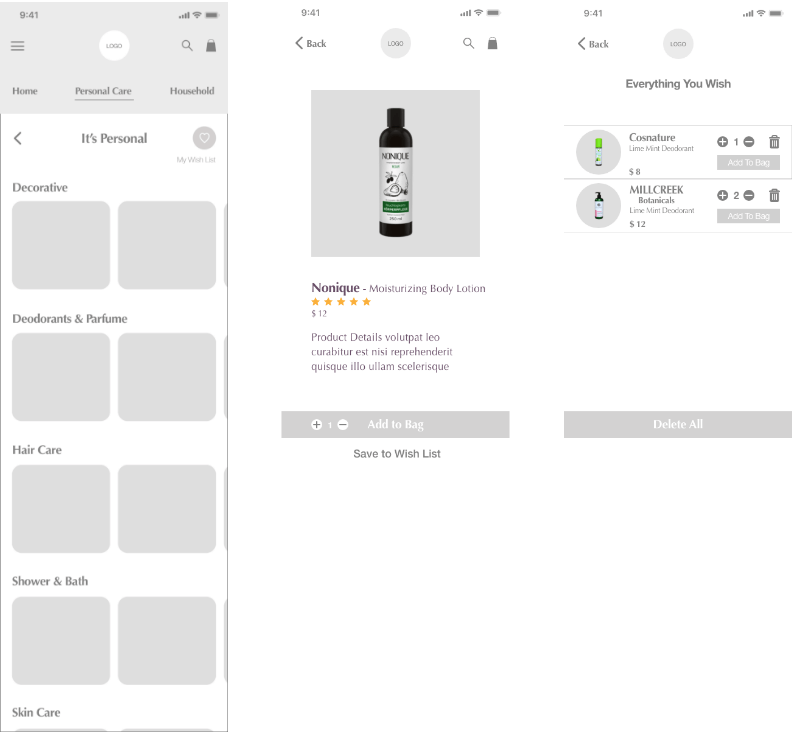 9:41
LOGO
Home
Personal Care
Household
It's Personal
My Wish List
Decorative
Deodorants & Parfume
Hair Care
Shower & Bath
Skin Care
9:41
Back
LOGO
NONIQUE
250 ml
Nonique - Moisturizing Body Lotion
$ 12
Product Details volutpat leo
curabitur est nisi reprehenderit
quisque illo ullam scelerisque
1
Add to Bag
Save to Wish List
9:41
Back
LOGO
Everything You Wish
Cosnature
Lime Mint Deodorant
$ 8
1
Add To Bag
MILLCREEK
Botanicals
Lime Mint Deodorant
$ 12
2
Add To Bag
Delete All